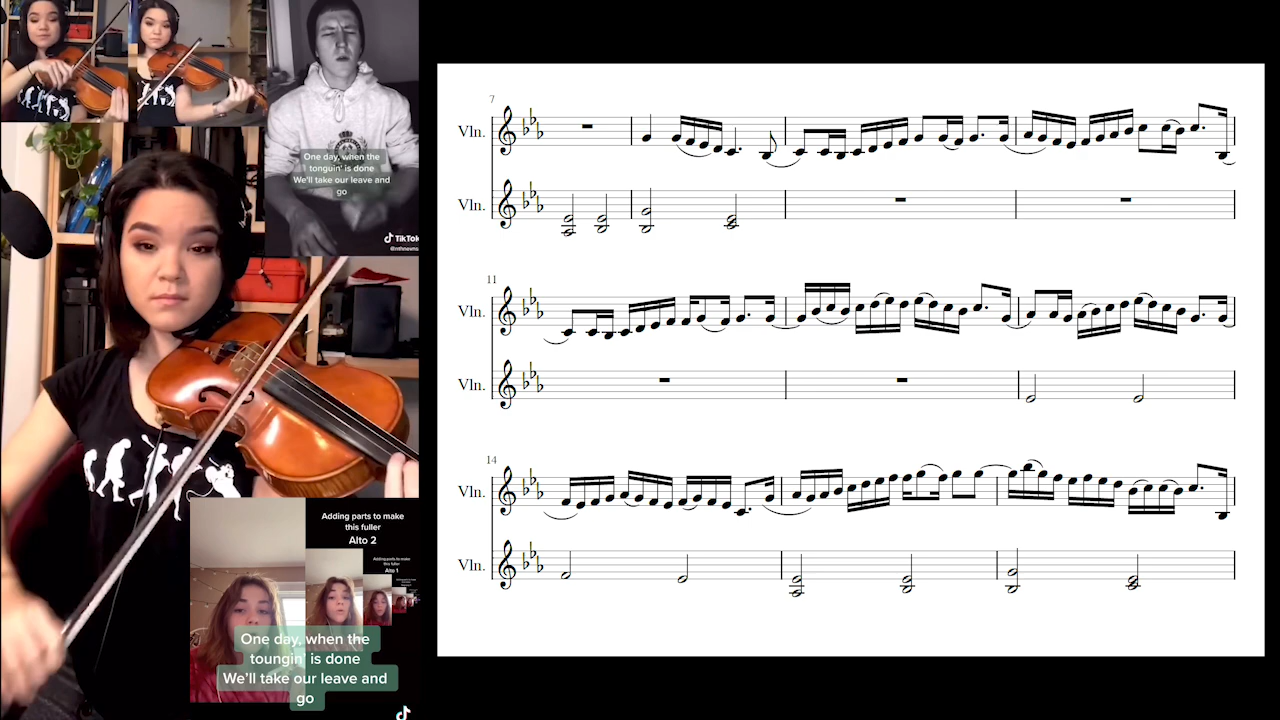 One day, when the
tonguin' is done
We'll take our leave and
go
TikTok
Adding parts to make
this fuller
Alto 2
Adding parts to make
this fuller
Alto 1
One day, when the
toungin' is done
We'll take our leave and
go
7
Vln.
Vln.
11
Vln.
Vln.
14
Vln.
Vln.